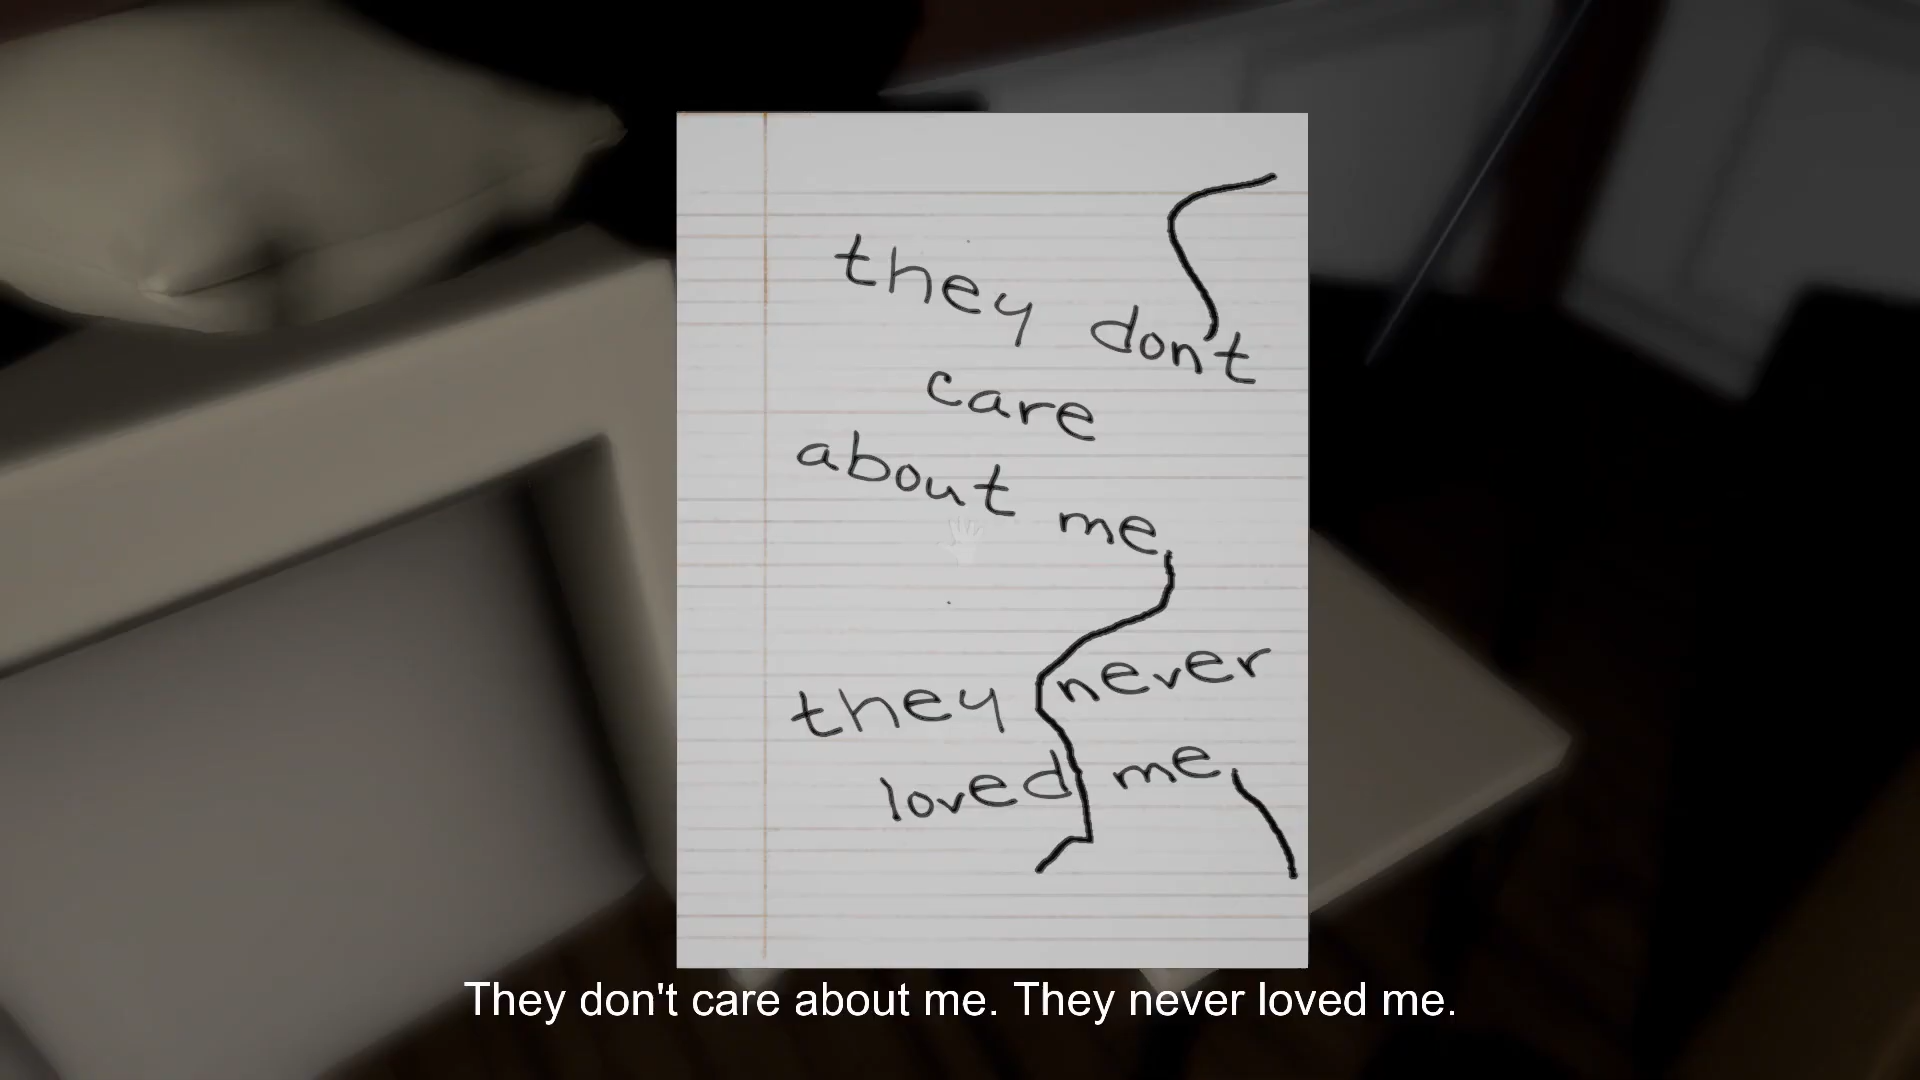 they don't
care
about me,
they never
loved me,
They don't care about me. They never loved me.